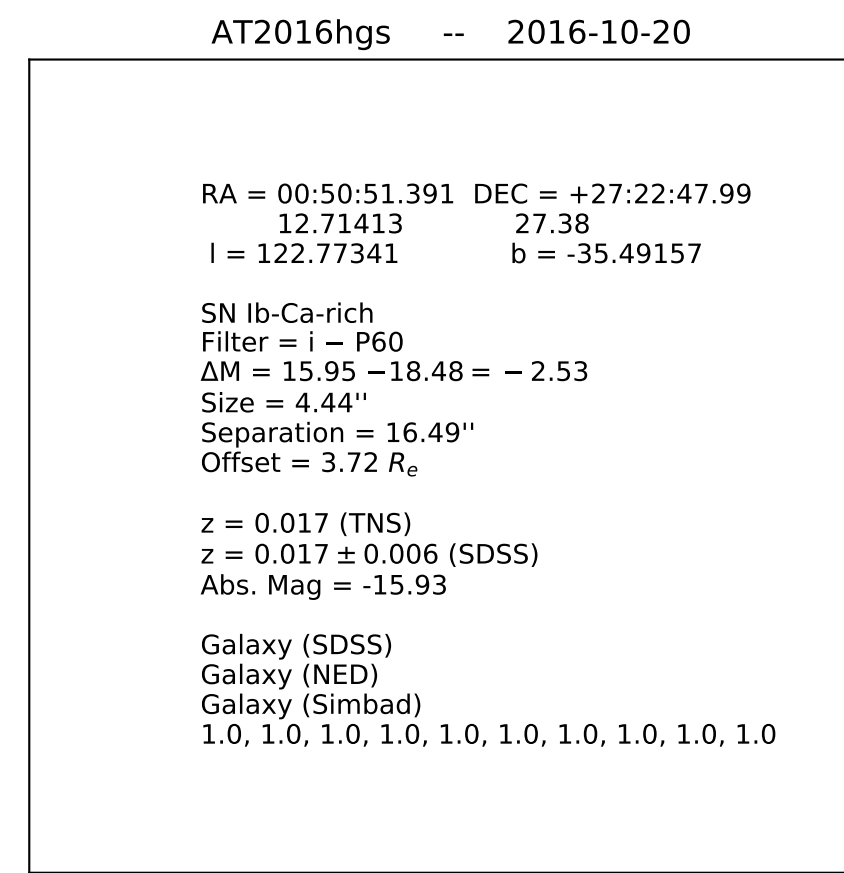 AT2016hgs -- 2016-10-20
RA = 00:50:51.391 DEC = +27:22:47.99
12.71413 27.38
l = 122.77341 b = -35.49157
SN Ib-Ca-rich
Filter = i − P60
ΔM = 15.95 −18.48 = − 2.53
Size = 4.44''
Separation = 16.49''
Offset = 3.72 Rₑ
z = 0.017 (TNS)
z = 0.017 ± 0.006 (SDSS)
Abs. Mag = -15.93
Galaxy (SDSS)
Galaxy (NED)
Galaxy (Simbad)
1.0, 1.0, 1.0, 1.0, 1.0, 1.0, 1.0, 1.0, 1.0, 1.0